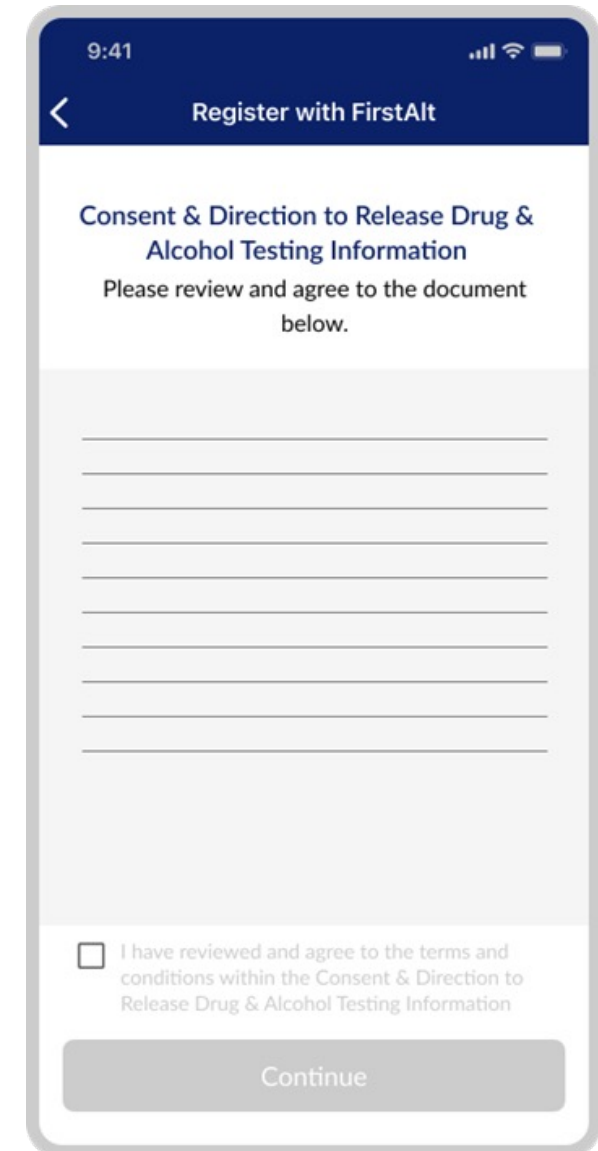 9:41
Register with FirstAlt
Consent & Direction to Release Drug &
Alcohol Testing Information
Please review and agree to the document
below.
I have reviewed and agree to the terms and
conditions within the Consent & Direction to
Release Drug & Alcohol Testing Information
Continue